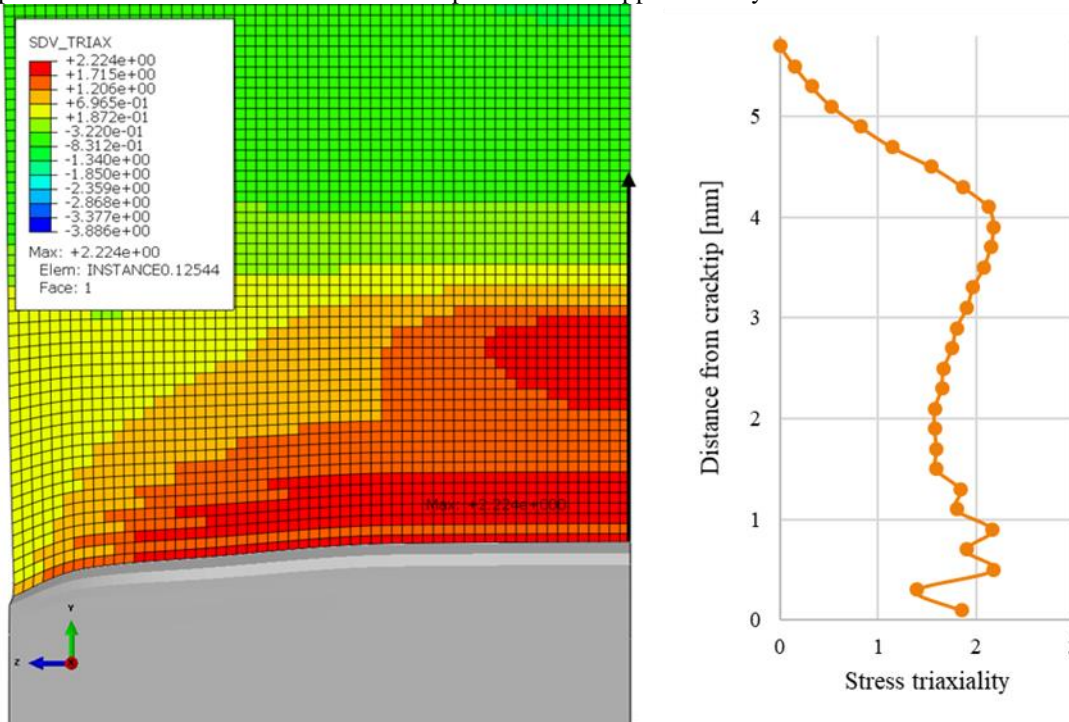 SDV_TRIAX
+2.224e+00
+1.715e+00
+1.206e+00
+6.965e-01
+1.872e-01
-3.220e-01
-8.312e-01
-1.340e+00
-1.850e+00
-2.359e+00
-2.868e+00
-3.377e+00
-3.886e+00
Max: +2.224e+00
Elem: INSTANCE0.12544
Face: 1
Max: +2.224e+000
Y
Z
X
Distance from cracktip [mm]
5
4
3
2
1
0
0
1
2
Stress triaxiality